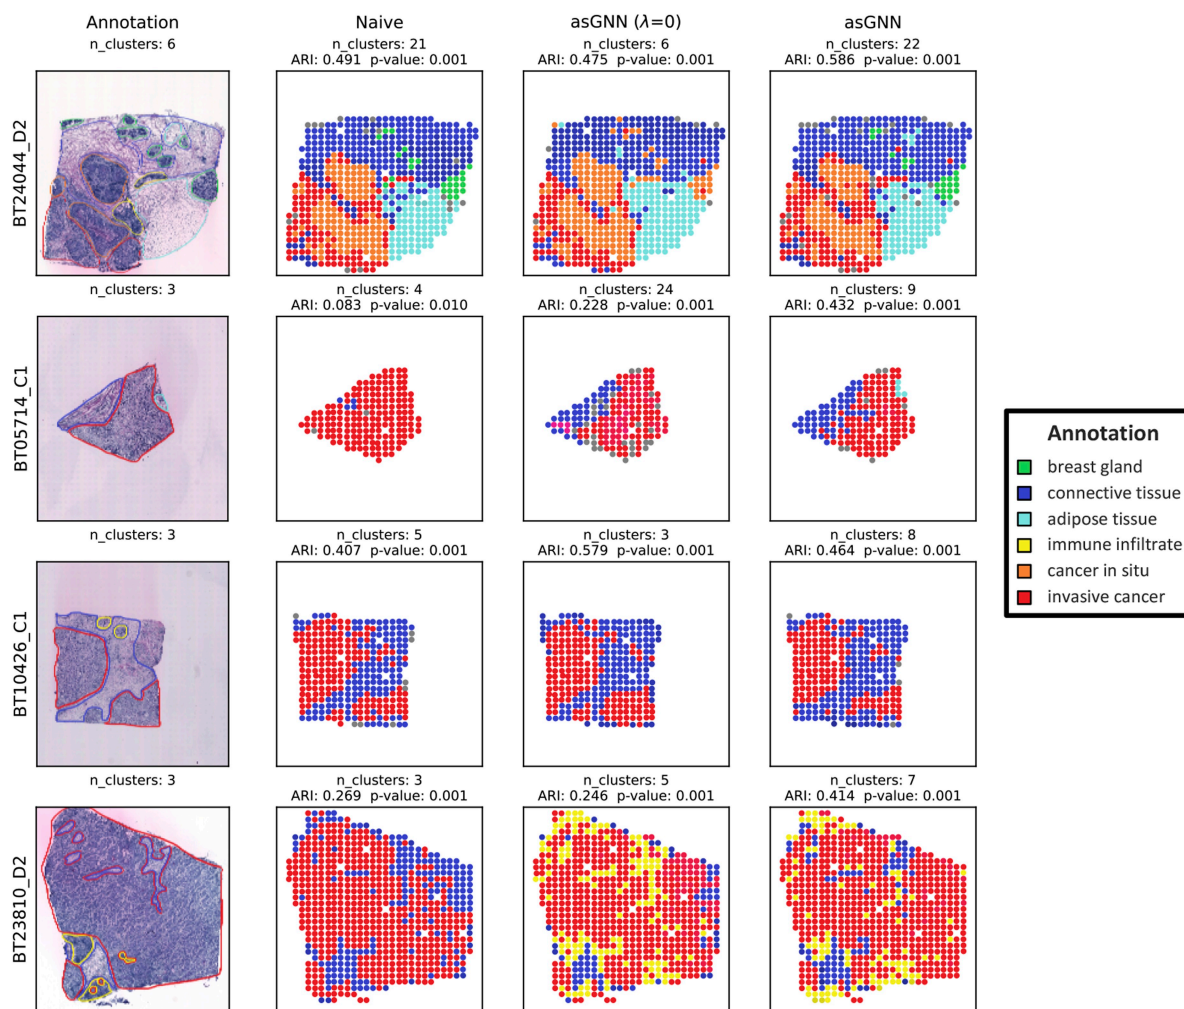 Annotation Naive asGNN (λ=0) asGNN
n_clusters: 6 n_clusters: 21 n_clusters: 6 n_clusters: 22
ARI: 0.491 p-value: 0.001 ARI: 0.475 p-value: 0.001 ARI: 0.586 p-value: 0.001
BT24044_D2
n_clusters: 3 n_clusters: 4 n_clusters: 24 n_clusters: 9
ARI: 0.083 p-value: 0.010 ARI: 0.228 p-value: 0.001 ARI: 0.432 p-value: 0.001
BT05714_C1
n_clusters: 3 n_clusters: 5 n_clusters: 3 n_clusters: 8
ARI: 0.407 p-value: 0.001 ARI: 0.579 p-value: 0.001 ARI: 0.464 p-value: 0.001
BT10426_C1
n_clusters: 3 n_clusters: 3 n_clusters: 5 n_clusters: 7
ARI: 0.269 p-value: 0.001 ARI: 0.246 p-value: 0.001 ARI: 0.414 p-value: 0.001
BT23810_D2
Annotation
breast gland
connective tissue
adipose tissue
immune infiltrate
cancer in situ
invasive cancer